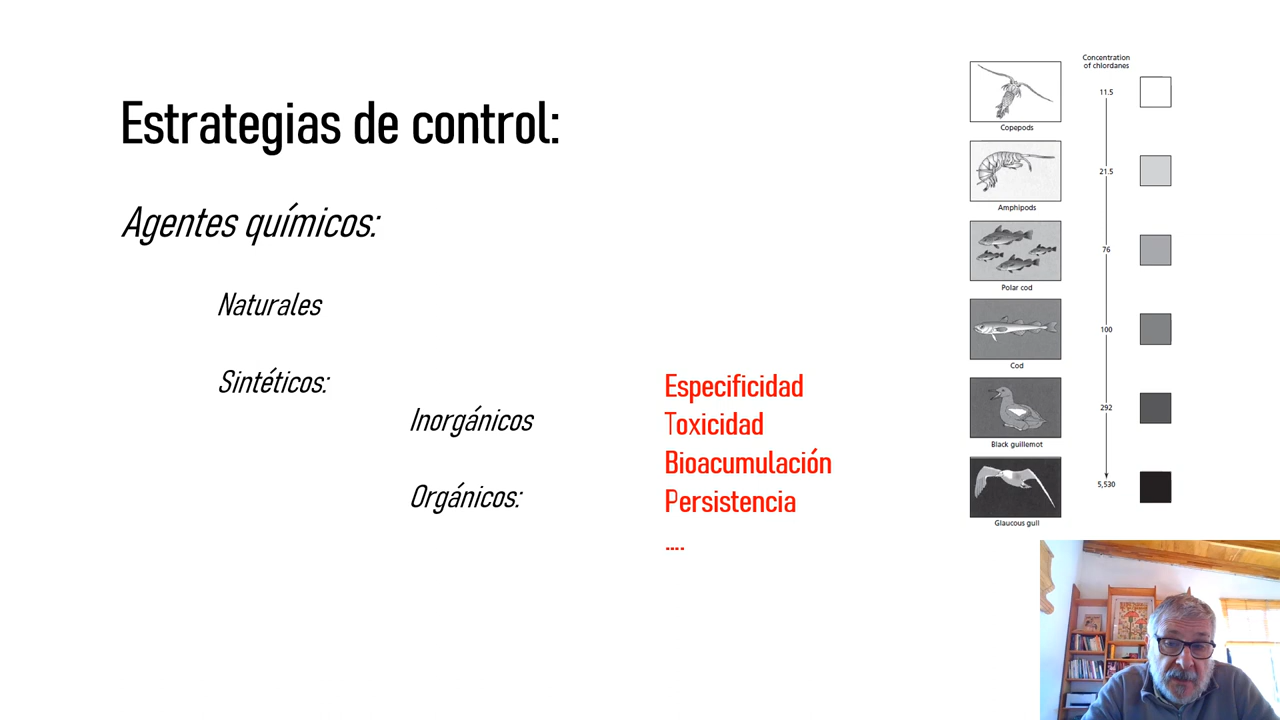 Estrategias de control:
Agentes químicos:
Naturales
Sintéticos:
Inorgánicos
Orgánicos:
Especificidad
Toxicidad
Bioacumulación
Persistencia
....
Concentration
of chlordanes
11.5
Copepods
21.5
Amphipods
76
Polar cod
100
Cod
292
Black guillemot
5,530
Glaucous gull